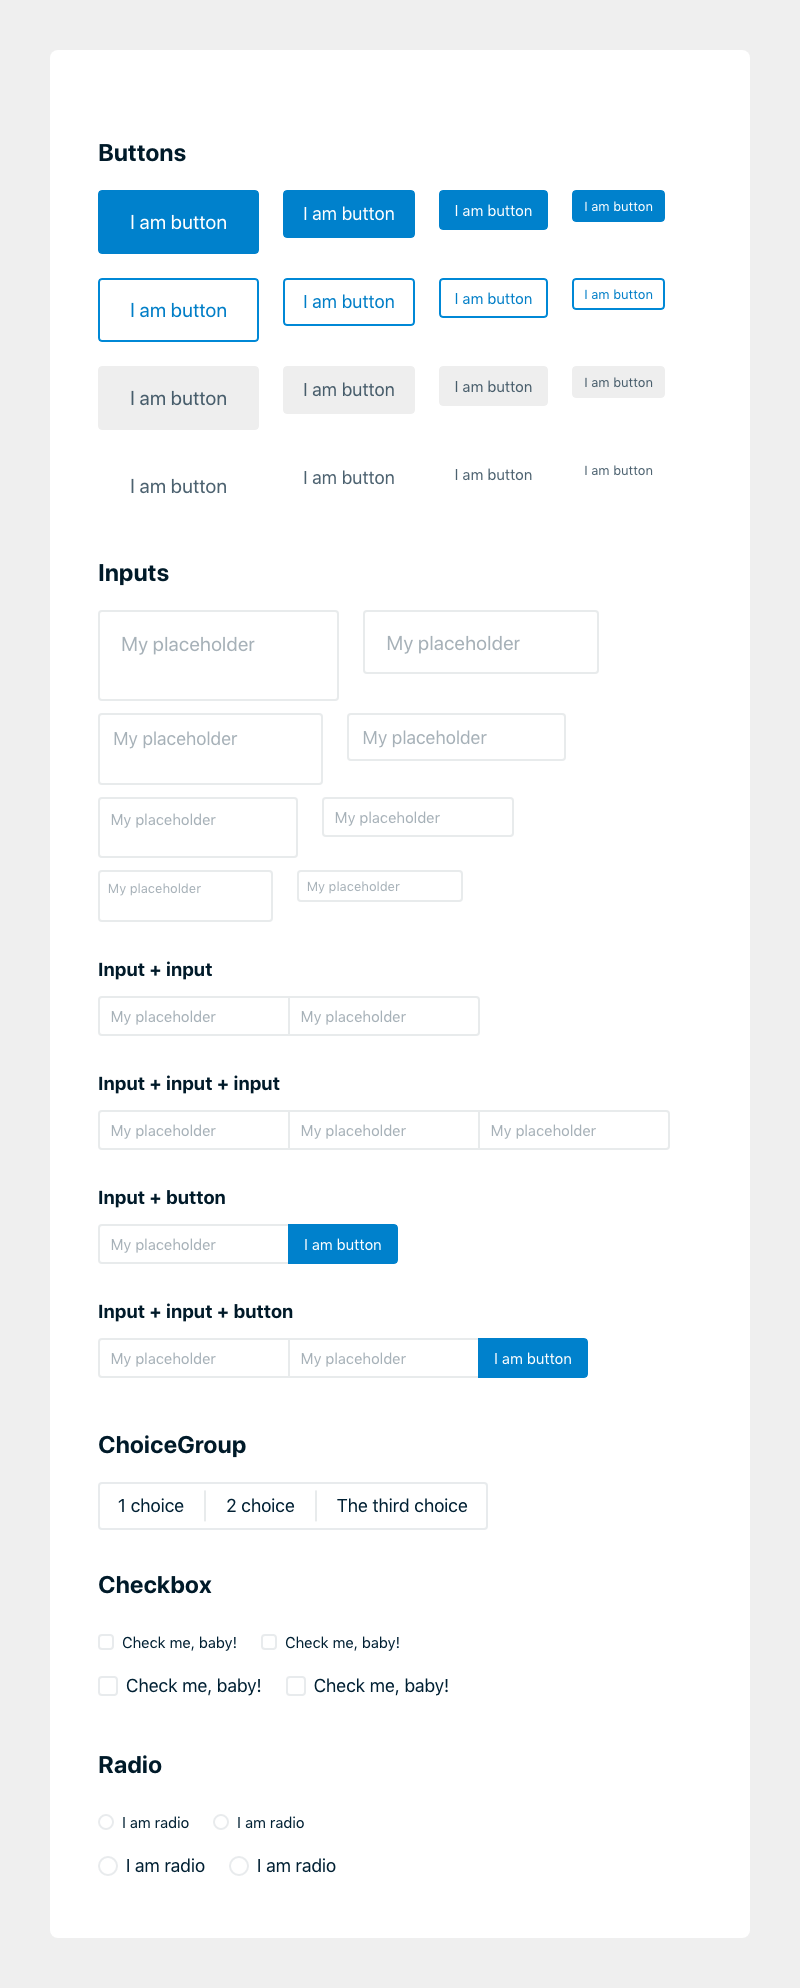 Buttons
I am button I am button I am button I am button
I am button I am button I am button I am button
I am button I am button I am button I am button
I am button I am button I am button I am button
Inputs
My placeholder My placeholder
My placeholder My placeholder
My placeholder My placeholder
My placeholder My placeholder
Input + input
My placeholder My placeholder
Input + input + input
My placeholder My placeholder My placeholder
Input + button
My placeholder I am button
Input + input + button
My placeholder My placeholder I am button
ChoiceGroup
1 choice 2 choice The third choice
Checkbox
Check me, baby! Check me, baby!
Check me, baby! Check me, baby!
Radio
I am radio I am radio
I am radio I am radio